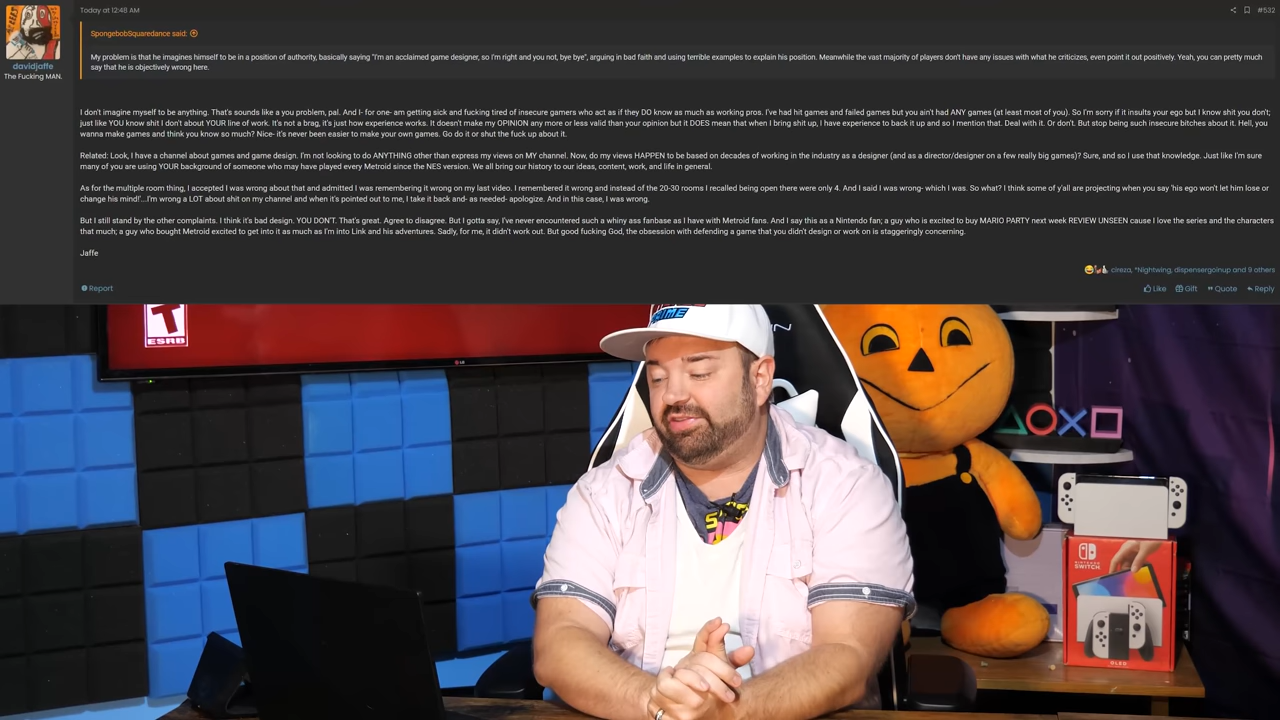 Today at 12:48 AM
#532
davidjaffe
The Fucking MAN.
SpongebobSquaredance said:
My problem is that he imagines himself to be in a position of authority, basically saying "I'm an acclaimed game designer, so I'm right and you not, bye bye", arguing in bad faith and using terrible examples to explain his position. Meanwhile the vast majority of players don't have any issues with what he criticizes, even point it out positively. Yeah, you can pretty much
say that he is objectively wrong here.
I don't imagine myself to be anything. That's sounds like a you problem, pal. And I- for one- am getting sick and fucking tired of insecure gamers who act as if they DO know as much as working pros. I've had hit games and failed games but you ain't had ANY games (at least most of you). So I'm sorry if it insults your ego but I know shit you don't;
just like YOU know shit I don't about YOUR line of work. It's not a brag, it's just how experience works. It doesn't make my OPINION any more or less valid than your opinion but it DOES mean that when I bring shit up, I have experience to back it up and so I mention that. Deal with it. Or don't. But stop being such insecure bitches about it. Hell, you
wanna make games and think you know so much? Nice- it's never been easier to make your own games. Go do it or shut the fuck up about it.
Related: Look, I have a channel about games and game design. I'm not looking to do ANYTHING other than express my views on MY channel. Now, do my views HAPPEN to be based on decades of working in the industry as a designer (and as a director/designer on a few really big games)? Sure, and so I use that knowledge. Just like I'm sure
many of you are using YOUR background of someone who may have played every Metroid since the NES version. We all bring our history to our ideas, content, work, and life in general.
As for the multiple room thing, I accepted I was wrong about that and admitted I was remembering it wrong on my last video. I remembered it wrong and instead of the 20-30 rooms I recalled being open there were only 4. And I said I was wrong- which I was. So what? I think some of y'all are projecting when you say 'his ego won't let him lose or
change his mind!'...I'm wrong a LOT about shit on my channel and when it's pointed out to me, I take it back and- as needed- apologize. And in this case, I was wrong.
But I still stand by the other complaints. I think it's bad design. YOU DON'T. That's great. Agree to disagree. But I gotta say, I've never encountered such a whiny ass fanbase as I have with Metroid fans. And I say this as a Nintendo fan; a guy who is excited to buy MARIO PARTY next week REVIEW UNSEEN cause I love the series and the characters
that much; a guy who bought Metroid excited to get into it as much as I'm into Link and his adventures. Sadly, for me, it didn't work out. But good fucking God, the obsession with defending a game that you didn't design or work on is staggeringly concerning.
Jaffe
cireza, *Nightwing, dispensergoinup and 9 others
Report
Like Gift Quote Reply
T
ESRB
LG
NINTENDO
SWITCH
OLED